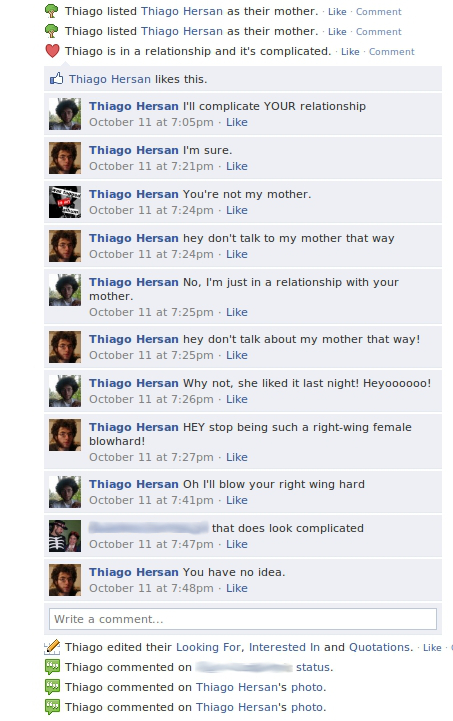 Thiago listed Thiago Hersan as their mother. · Like · Comment
Thiago listed Thiago Hersan as their mother. · Like · Comment
Thiago is in a relationship and it's complicated. · Like · Comment
Thiago Hersan likes this.
Thiago Hersan I'll complicate YOUR relationship
October 11 at 7:05pm · Like
Thiago Hersan I'm sure.
October 11 at 7:21pm · Like
Thiago Hersan You're not my mother.
October 11 at 7:24pm · Like
Thiago Hersan hey don't talk to my mother that way
October 11 at 7:24pm · Like
Thiago Hersan No, I'm just in a relationship with your
mother.
October 11 at 7:25pm · Like
Thiago Hersan hey don't talk about my mother that way!
October 11 at 7:25pm · Like
Thiago Hersan Why not, she liked it last night! Heyoooooo!
October 11 at 7:26pm · Like
Thiago Hersan HEY stop being such a right-wing female
blowhard!
October 11 at 7:27pm · Like
Thiago Hersan Oh I'll blow your right wing hard
October 11 at 7:41pm · Like
that does look complicated
October 11 at 7:47pm · Like
Thiago Hersan You have no idea.
October 11 at 7:48pm · Like
Write a comment...
Thiago edited their Looking For, Interested In and Quotations. · Like ·
Thiago commented on status.
Thiago commented on Thiago Hersan's photo.
Thiago commented on Thiago Hersan's photo.